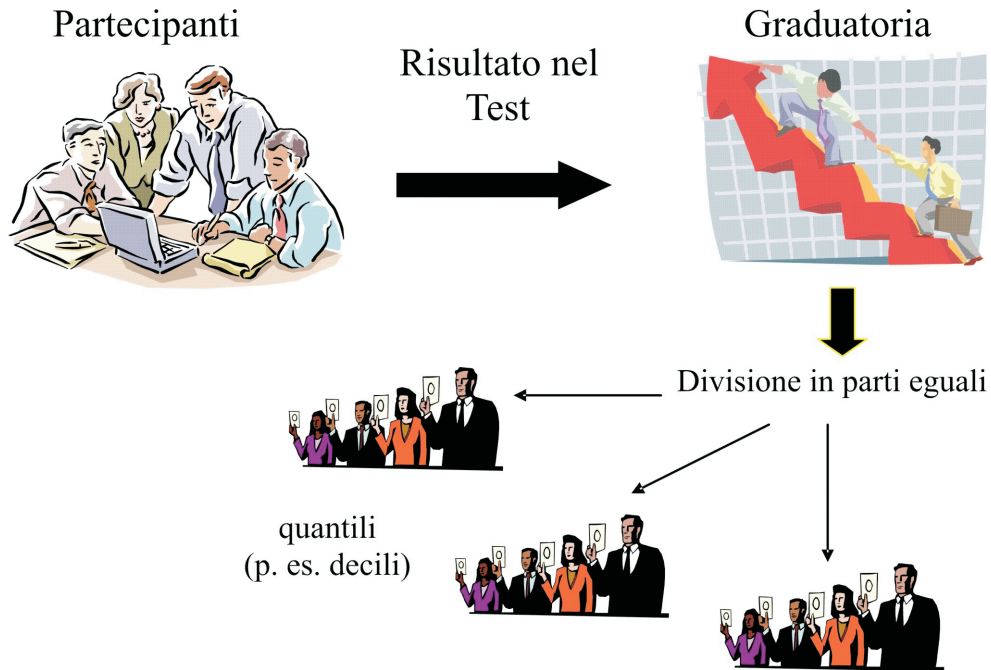 Partecipanti
Risultato nel
Test
Graduatoria
Divisione in parti eguali
quantili
(p. es. decili)